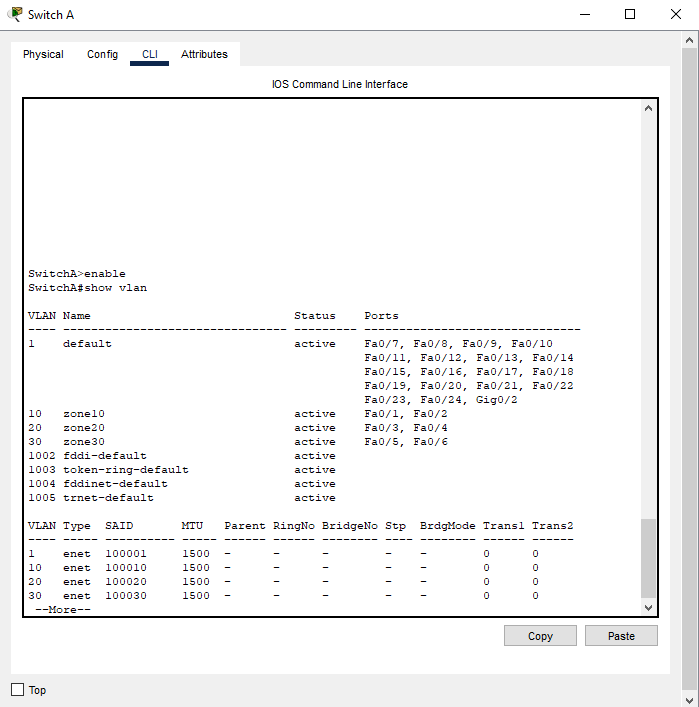 Switch A
Physical Config CLI Attributes
IOS Command Line Interface
SwitchA>enable
SwitchA#show vlan
VLAN Name                             Status    Ports
---- -------------------------------- --------- -------------------------------
1    default                          active    Fa0/7, Fa0/8, Fa0/9, Fa0/10
                                                Fa0/11, Fa0/12, Fa0/13, Fa0/14
                                                Fa0/15, Fa0/16, Fa0/17, Fa0/18
                                                Fa0/19, Fa0/20, Fa0/21, Fa0/22
                                                Fa0/23, Fa0/24, Gig0/2
10   zone10                           active    Fa0/1, Fa0/2
20   zone20                           active    Fa0/3, Fa0/4
30   zone30                           active    Fa0/5, Fa0/6
1002 fddi-default                     active
1003 token-ring-default               active
1004 fddinet-default                  active
1005 trnet-default                    active
VLAN Type  SAID       MTU   Parent RingNo BridgeNo Stp  BrdgMode Trans1 Trans2
---- ----- ---------- ----- ------ ------ -------- ---- -------- ------ ------
1    enet  100001     1500  -      -      -        -    -        0      0
10   enet  100010     1500  -      -      -        -    -        0      0
20   enet  100020     1500  -      -      -        -    -        0      0
30   enet  100030     1500  -      -      -        -    -        0      0
 --More--
Copy Paste
Top